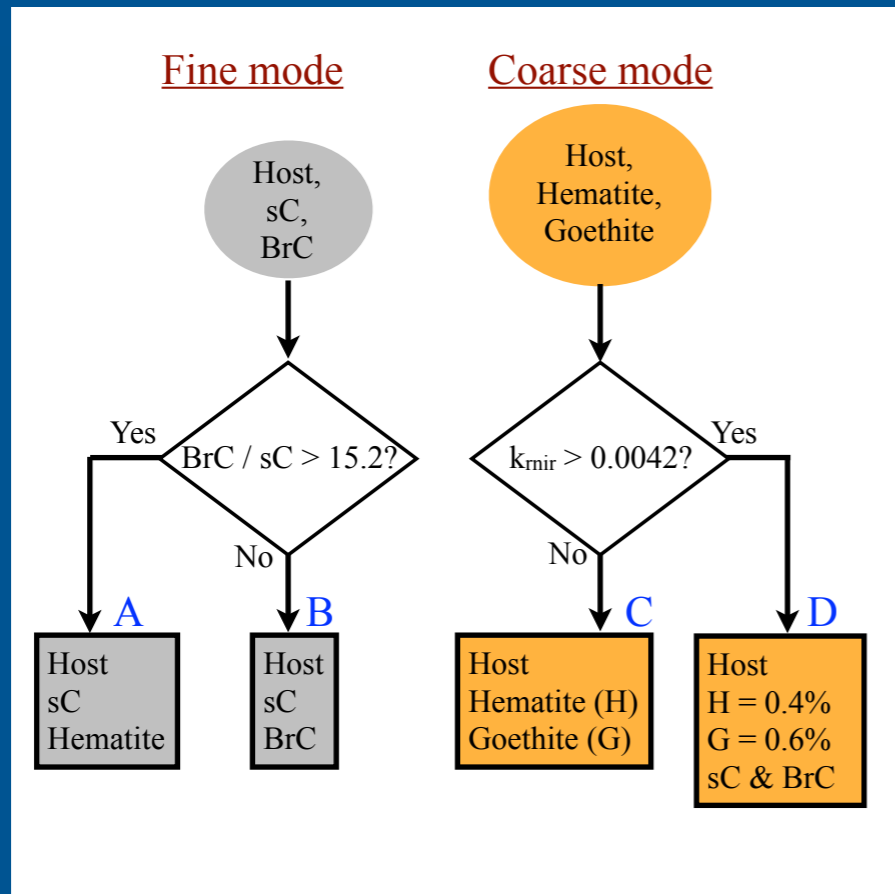 Fine mode
Host,
sC,
BrC
BrC / sC > 15.2?
Yes
No
A
Host
sC
Hematite
B
Host
sC
BrC
Coarse mode
Host,
Hematite,
Goethite
krnir > 0.0042?
Yes
No
C
Host
Hematite (H)
Goethite (G)
D
Host
H = 0.4%
G = 0.6%
sC & BrC